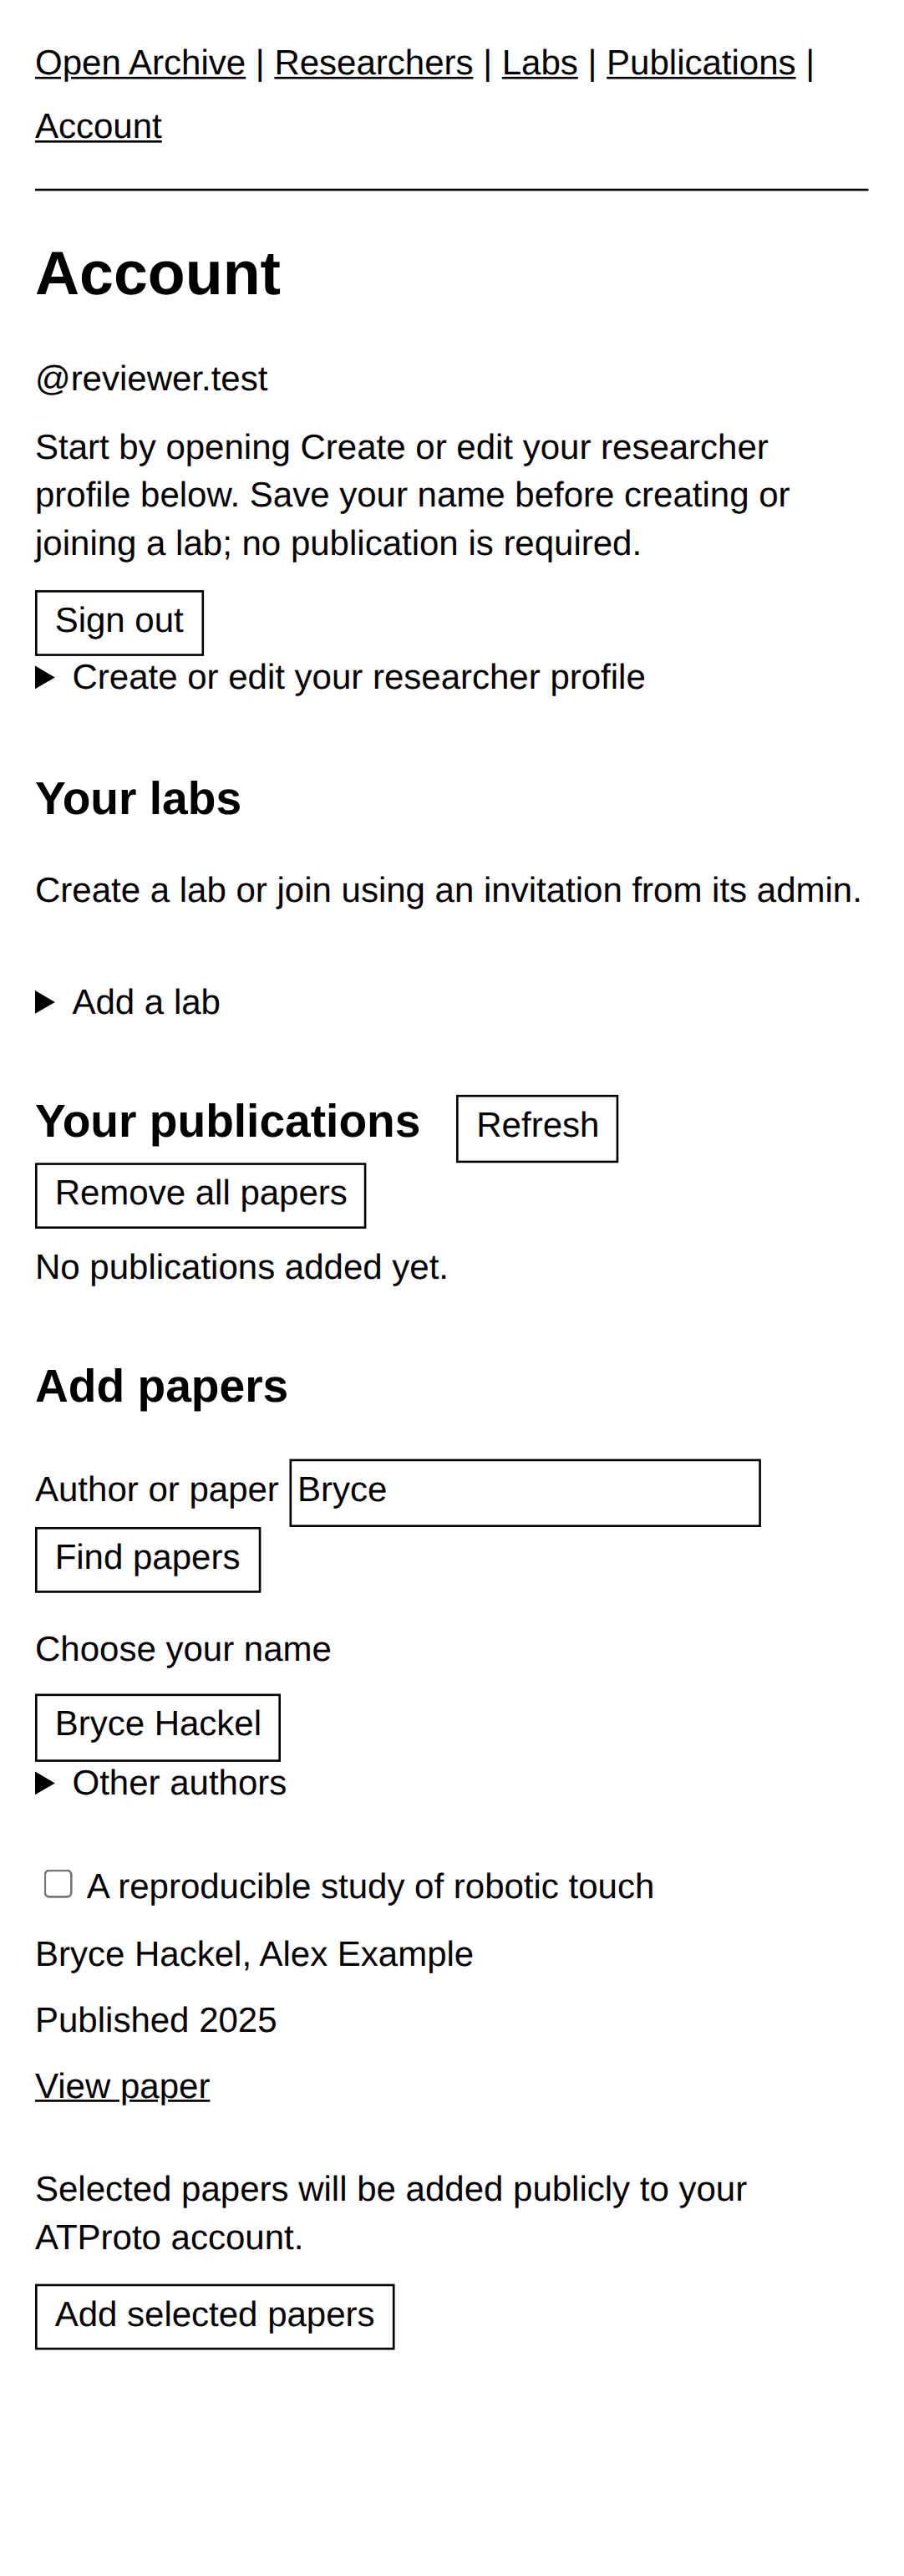 Open Archive | Researchers | Labs | Publications |
Account
Account
@reviewer.test
Start by opening Create or edit your researcher
profile below. Save your name before creating or
joining a lab; no publication is required.
Sign out
Create or edit your researcher profile
Your labs
Create a lab or join using an invitation from its admin.
Add a lab
Your publications Refresh
Remove all papers
No publications added yet.
Add papers
Author or paper Bryce
Find papers
Choose your name
Bryce Hackel
Other authors
A reproducible study of robotic touch
Bryce Hackel, Alex Example
Published 2025
View paper
Selected papers will be added publicly to your
ATProto account.
Add selected papers